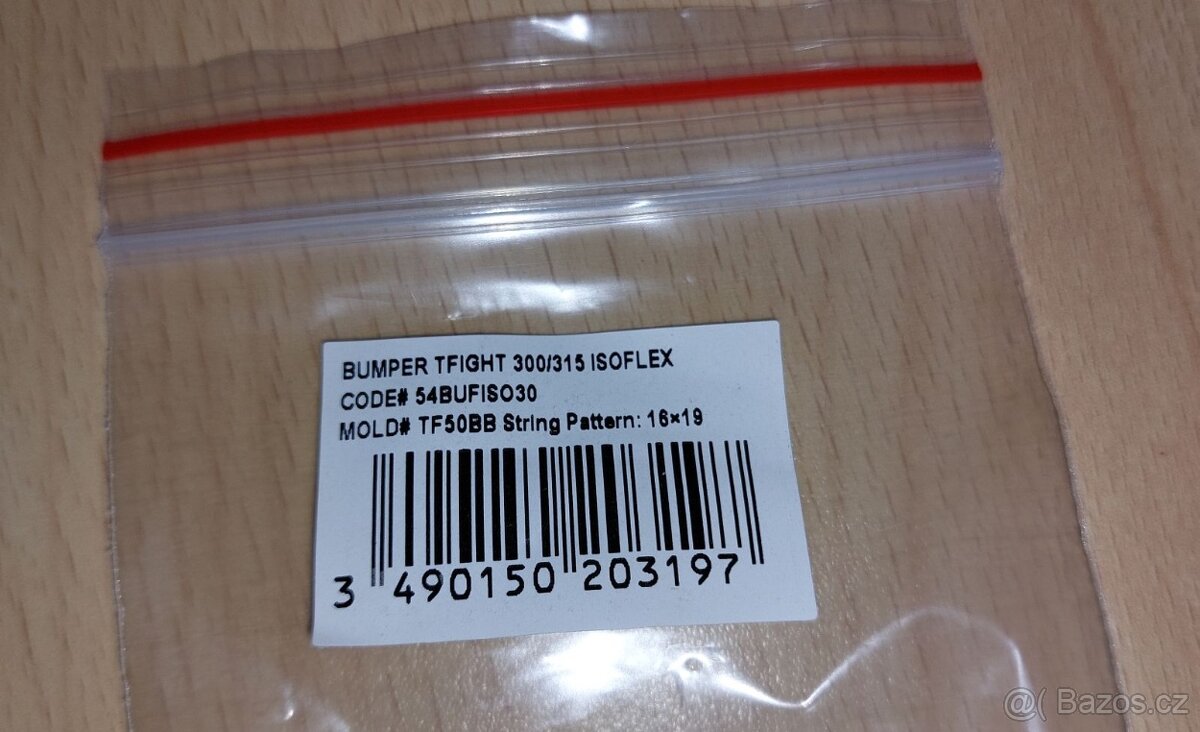 BUMPER TFIGHT 300/315 ISOFLEX
CODE# 54BUFISO30
MOLD# TF50BB String Pattern: 16×19
3 490150 203197
@( Bazos.cz